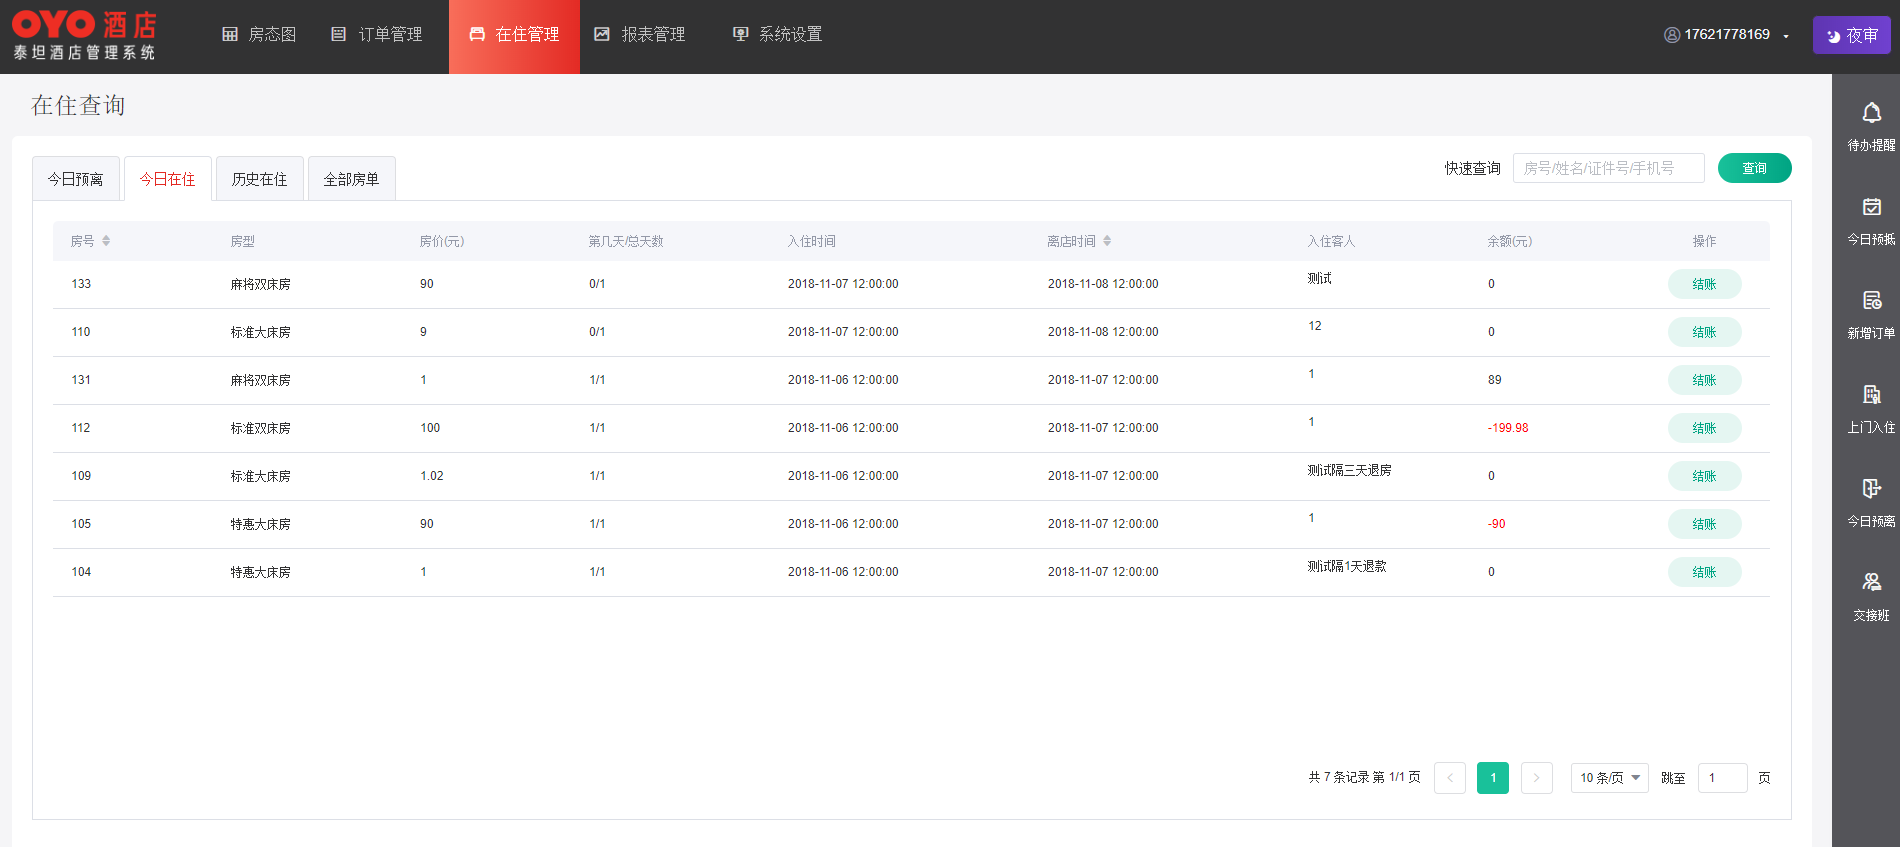 OYO 酒店
泰坦酒店管理系统
房态图 订单管理 在住管理 报表管理 系统设置 17621778169 夜审
在住查询
今日预离 今日在住 历史在住 全部房单 快速查询 房号/姓名/证件号/手机号 查询
房号 房型 房价(元) 第几天/总天数 入住时间 离店时间 入住客人 余额(元) 操作
133 麻将双床房 90 0/1 2018-11-07 12:00:00 2018-11-08 12:00:00 测试 0 结账
110 标准大床房 9 0/1 2018-11-07 12:00:00 2018-11-08 12:00:00 12 0 结账
131 麻将双床房 1 1/1 2018-11-06 12:00:00 2018-11-07 12:00:00 1 89 结账
112 标准双床房 100 1/1 2018-11-06 12:00:00 2018-11-07 12:00:00 1 -199.98 结账
109 标准大床房 1.02 1/1 2018-11-06 12:00:00 2018-11-07 12:00:00 测试隔三天退房 0 结账
105 特惠大床房 90 1/1 2018-11-06 12:00:00 2018-11-07 12:00:00 1 -90 结账
104 特惠大床房 1 1/1 2018-11-06 12:00:00 2018-11-07 12:00:00 测试隔1天退款 0 结账
共 7 条记录 第 1/1 页 < 1 > 10 条/页 跳至 1 页
待办提醒
今日预抵
新增订单
上门入住
今日预离
交接班